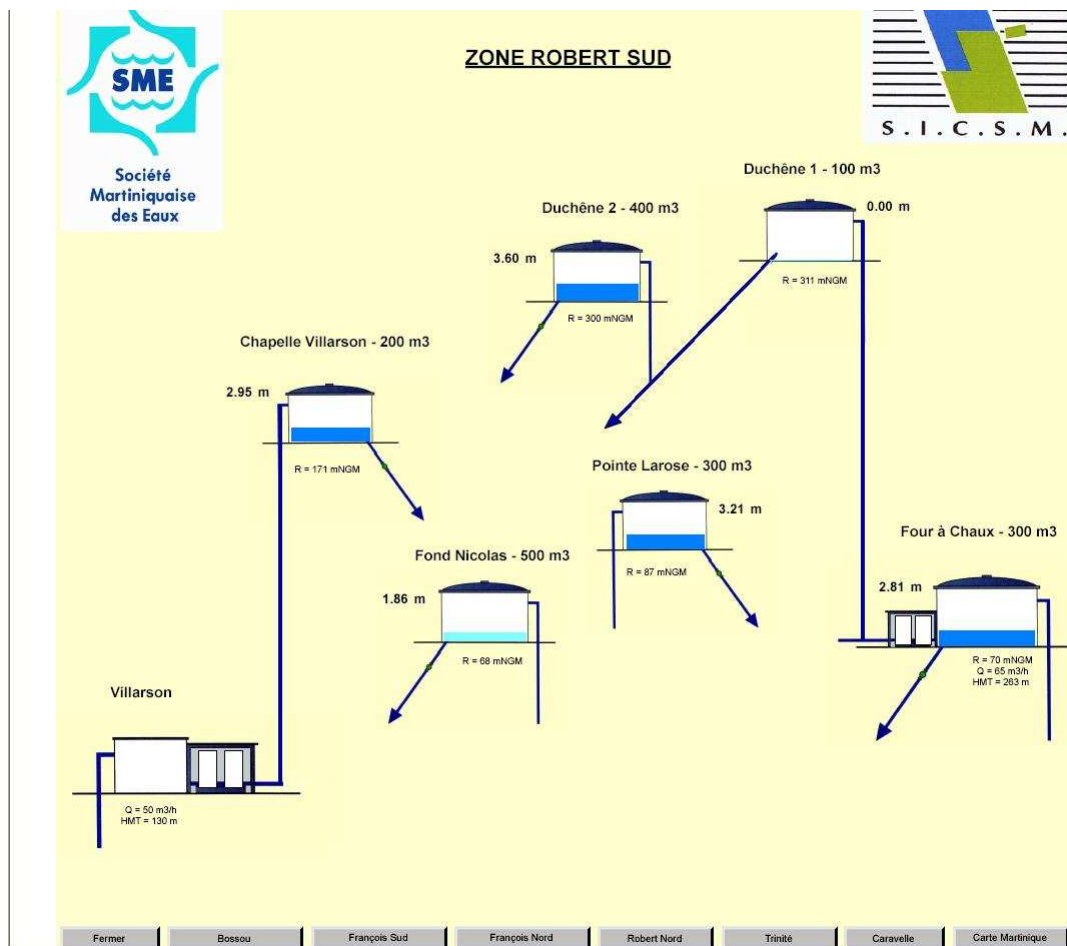 ZONE ROBERT SUD
SME
Société
Martiniquaise
des Eaux
S.I.C.S.M.
Duchêne 1 - 100 m3
0.00 m
R = 311 mNGM
Duchêne 2 - 400 m3
3.60 m
R = 300 mNGM
Chapelle Villarson - 200 m3
2.95 m
R = 171 mNGM
Pointe Larose - 300 m3
3.21 m
R = 87 mNGM
Four à Chaux - 300 m3
2.81 m
R = 70 mNGM
Q = 65 m3/h
HMT = 263 m
Fond Nicolas - 500 m3
1.86 m
R = 68 mNGM
Villarson
Q = 50 m3/h
HMT = 130 m
Fermer
Bossou
François Sud
François Nord
Robert Nord
Trinité
Caravelle
Carte Martinique